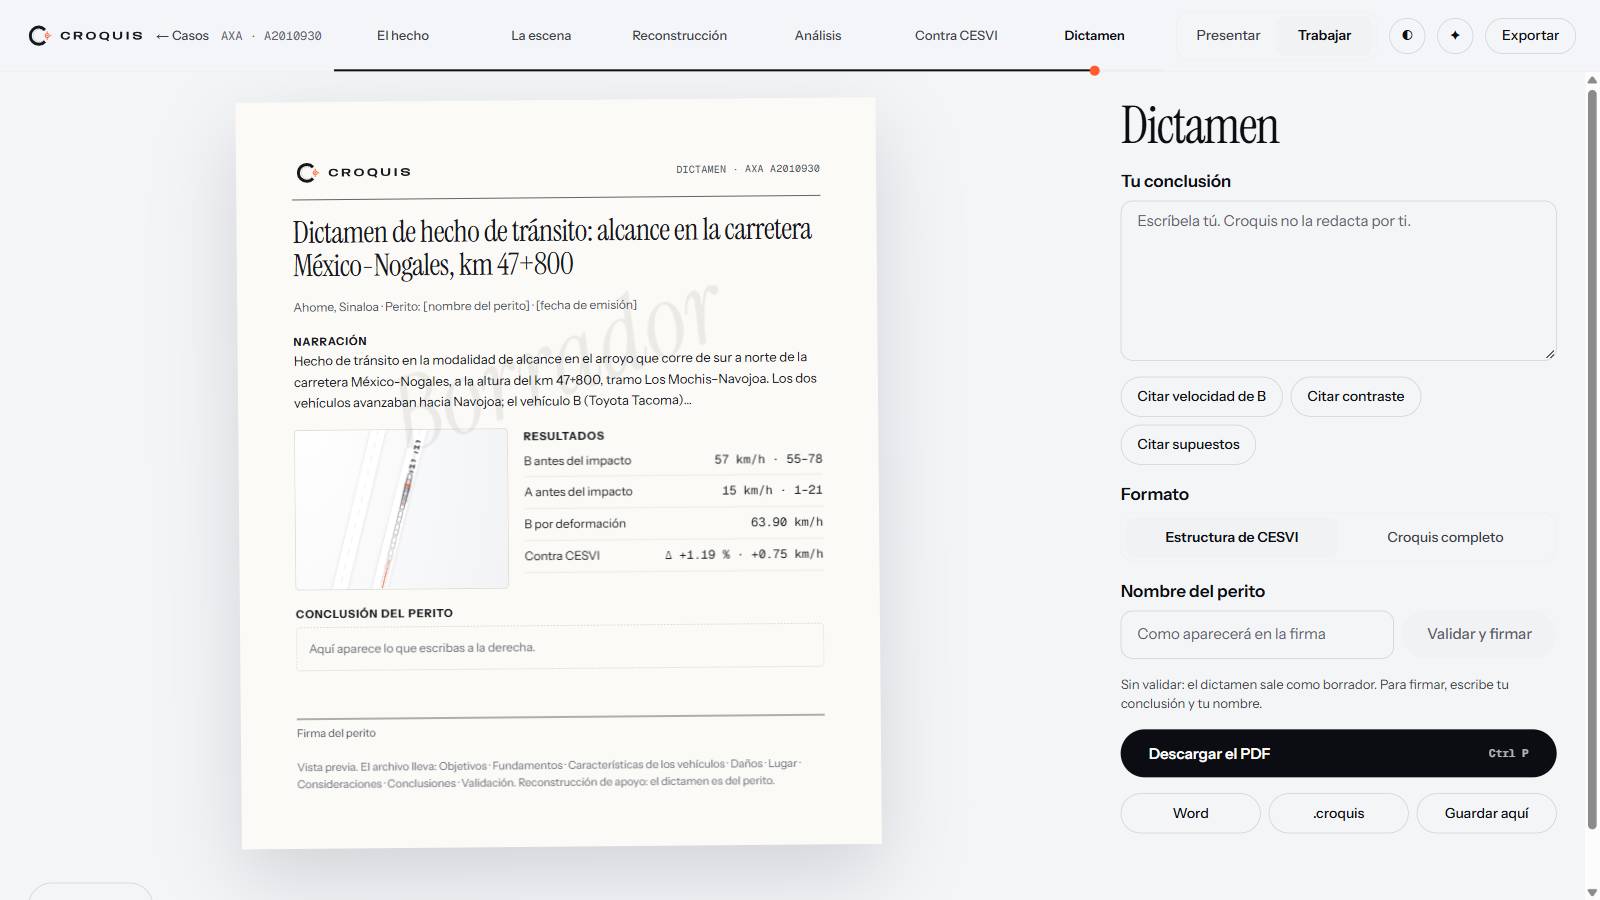 CROQUIS
← Casos
AXA · A2010930
El hecho
La escena
Reconstrucción
Análisis
Contra CESVI
Dictamen
Presentar
Trabajar
Exportar
CROQUIS
DICTAMEN · AXA A2010930
Dictamen de hecho de tránsito: alcance en la carretera
México-Nogales, km 47+800
Ahome, Sinaloa · Perito: [nombre del perito] · [fecha de emisión]
Borrador
NARRACIÓN
Hecho de tránsito en la modalidad de alcance en el arroyo que corre de sur a norte de la
carretera México-Nogales, a la altura del km 47+800, tramo Los Mochis-Navojoa. Los dos
vehículos avanzaban hacia Navojoa; el vehículo B (Toyota Tacoma)...
RESULTADOS
B antes del impacto 57 km/h · 55-78
A antes del impacto 15 km/h · 1-21
B por deformación 63.90 km/h
Contra CESVI Δ +1.19 % · +0.75 km/h
CONCLUSIÓN DEL PERITO
Aquí aparece lo que escribas a la derecha.
Firma del perito
Vista previa. El archivo lleva: Objetivos · Fundamentos · Características de los vehículos · Daños · Lugar ·
Consideraciones · Conclusiones · Validación. Reconstrucción de apoyo: el dictamen es del perito.
Dictamen
Tu conclusión
Escríbela tú. Croquis no la redacta por ti.
Citar velocidad de B
Citar contraste
Citar supuestos
Formato
Estructura de CESVI
Croquis completo
Nombre del perito
Como aparecerá en la firma
Validar y firmar
Sin validar: el dictamen sale como borrador. Para firmar, escribe tu
conclusión y tu nombre.
Descargar el PDF
Ctrl P
Word
.croquis
Guardar aquí